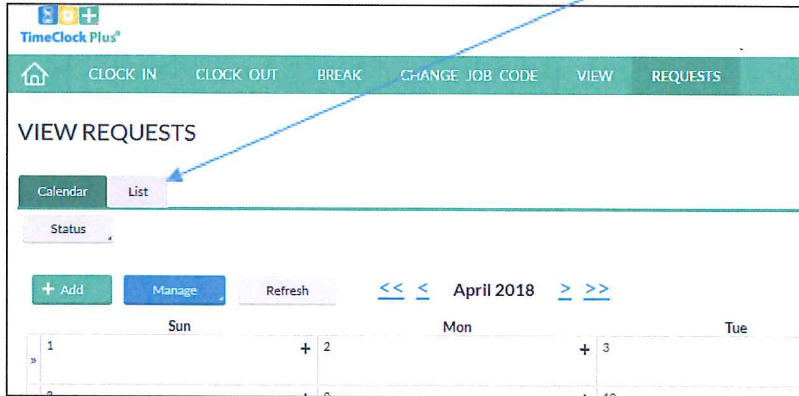 TimeClock Plus®
CLOCK IN CLOCK OUT BREAK CHANGE JOB CODE VIEW REQUESTS
VIEW REQUESTS
Calendar List
Status
+ Add Manage Refresh << < April 2018 > >>
Sun Mon Tue
» 1 + 2 + 3